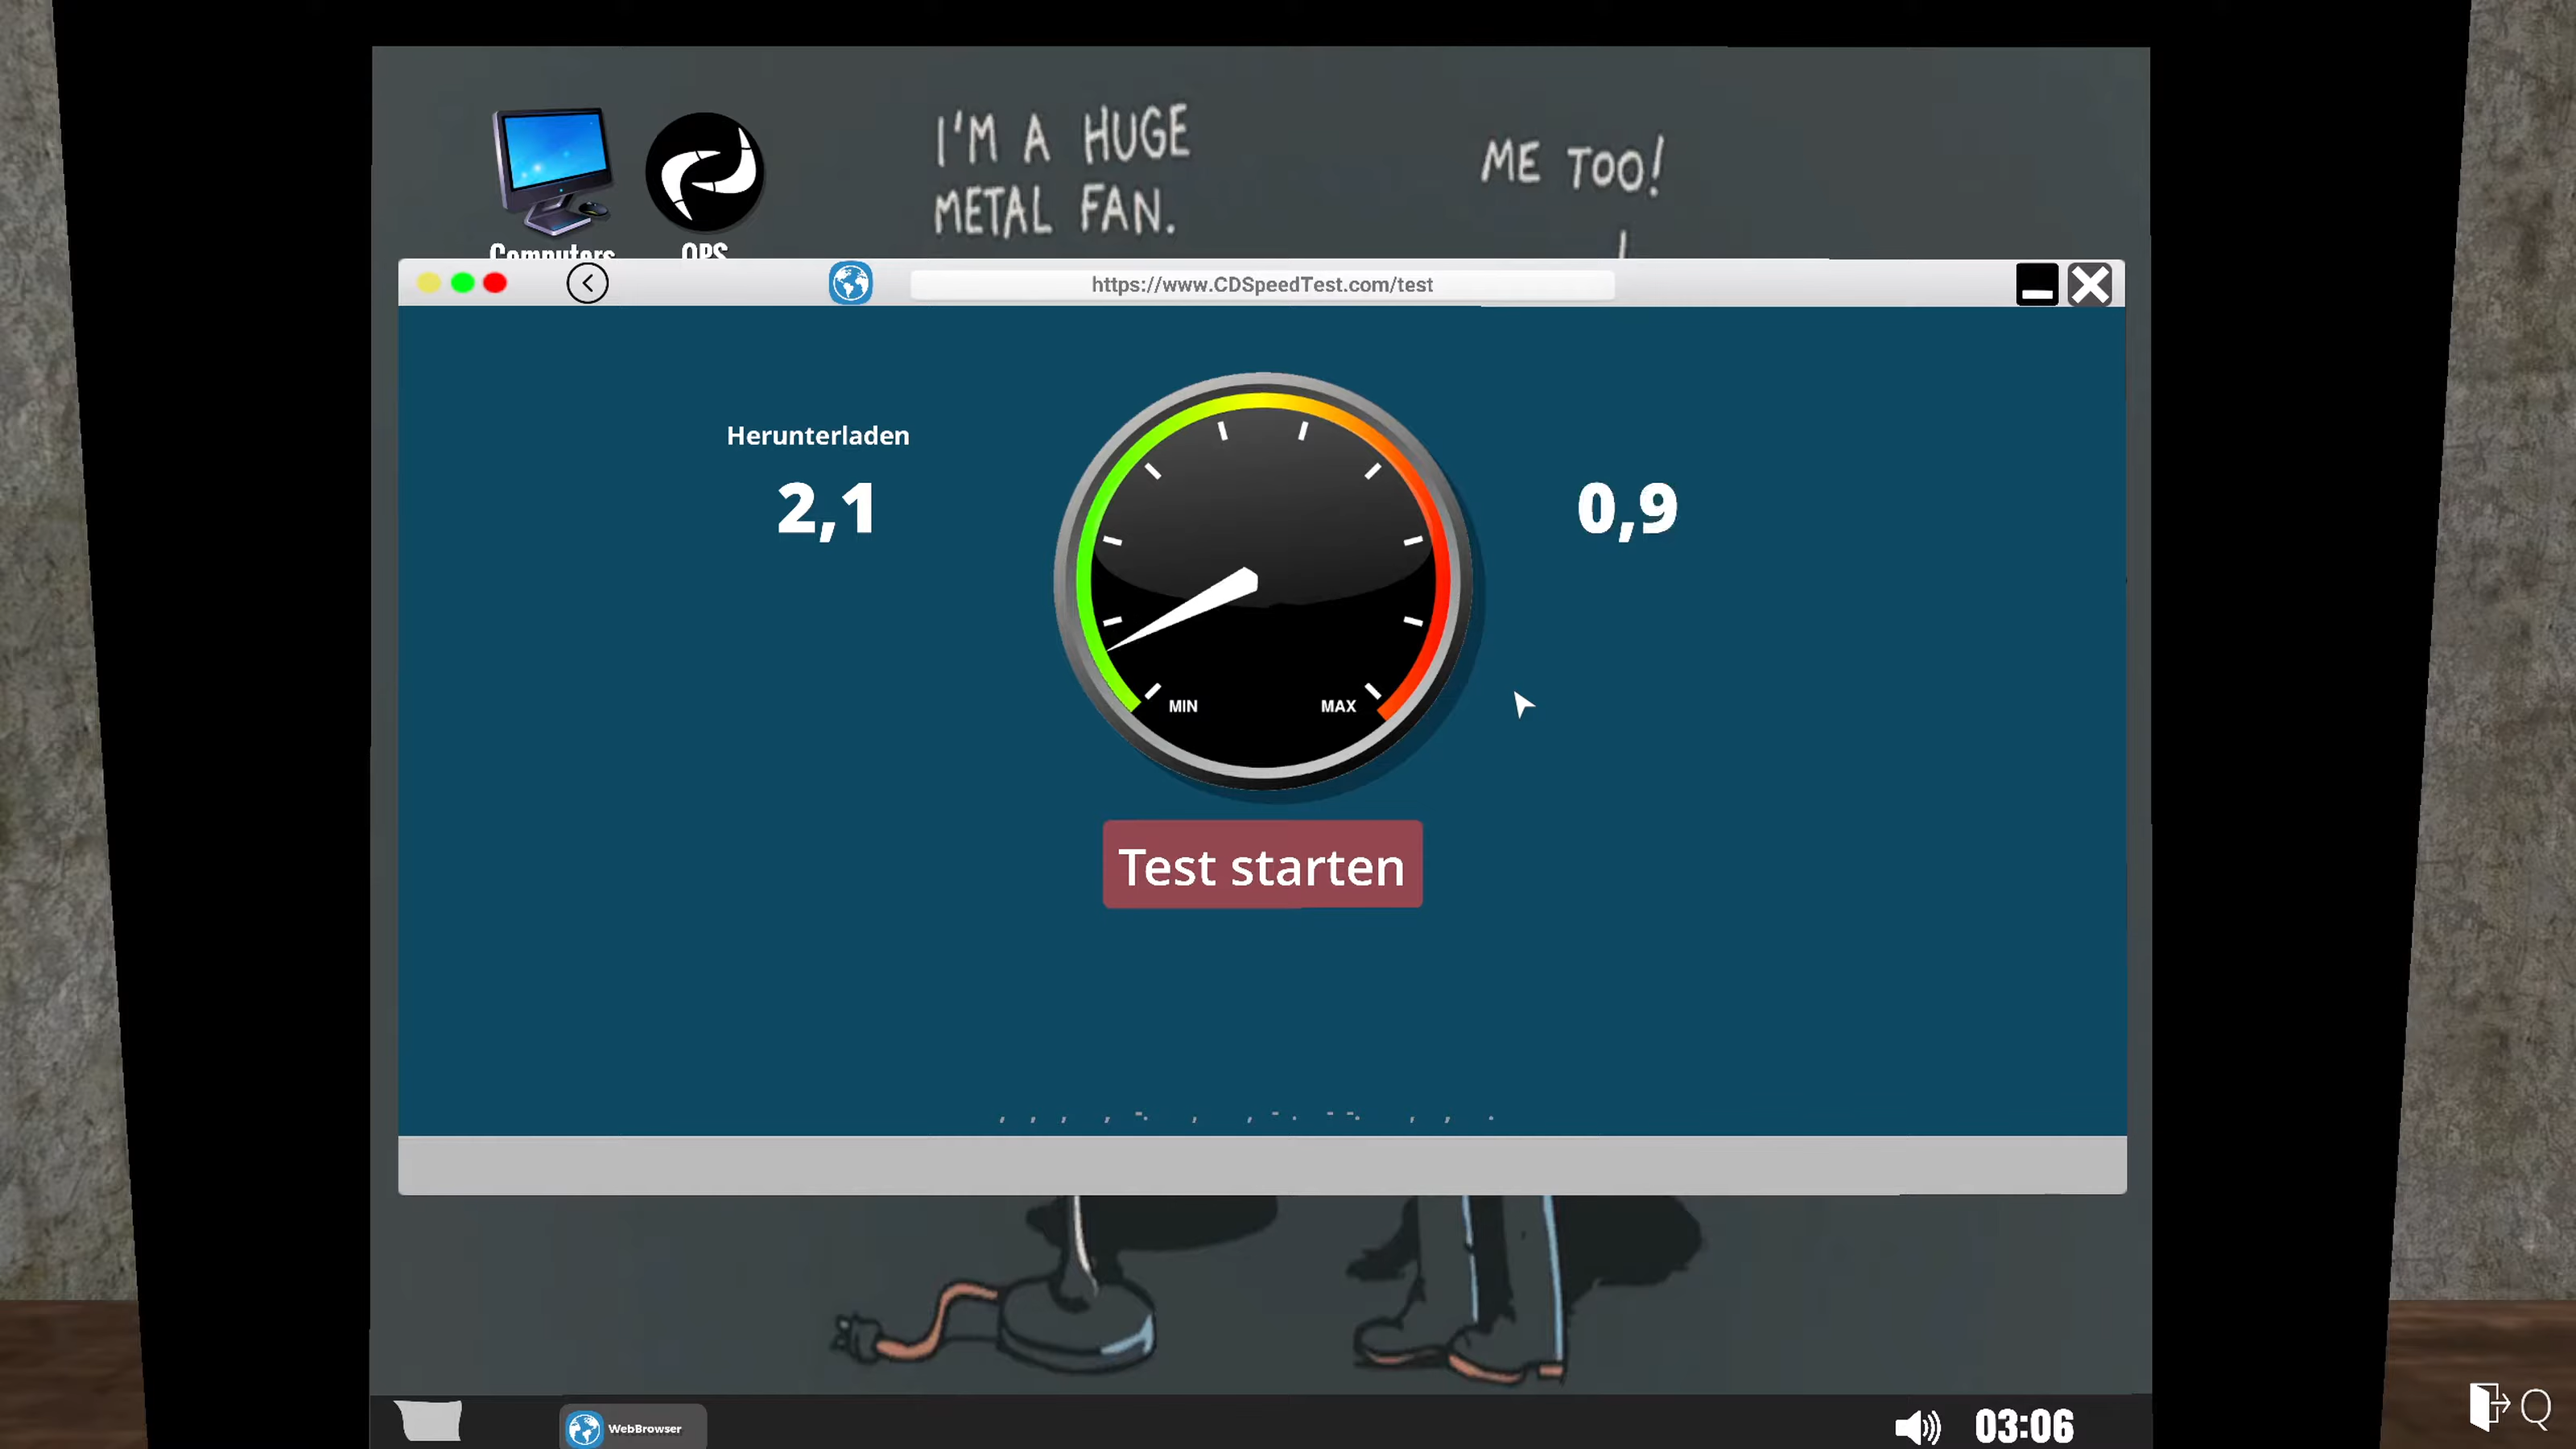 I'M A HUGE
METAL FAN.
ME TOO!
https://www.CDSpeedTest.com/test
Herunterladen
2,1
0,9
MIN
MAX
Test starten
WebBrowser
03:06
Q